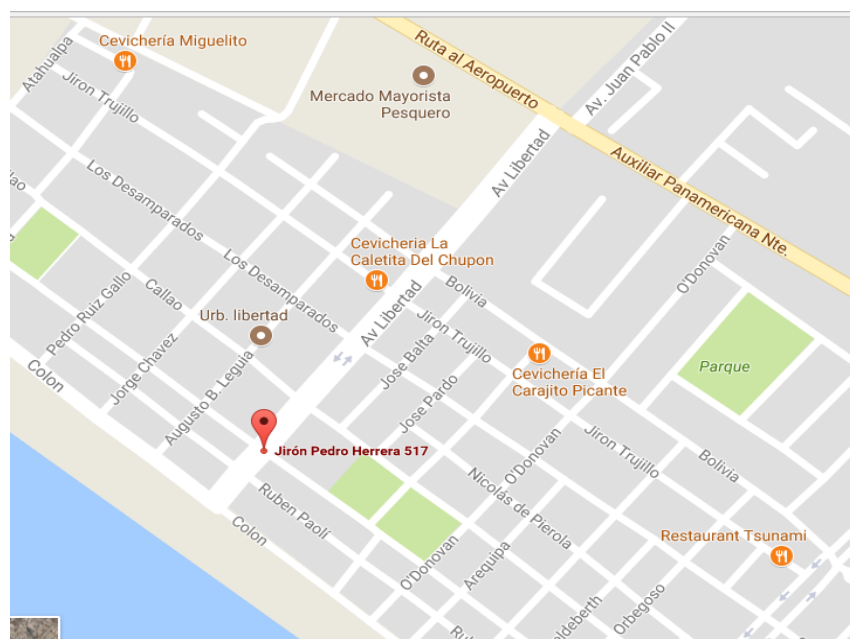 Cevichería Miguelito
Ruta al Aeropuerto
Av. Juan Pablo II
Atahualpa
Jiron Trujillo
Mercado Mayorista
Pesquero
Av Libertad
Auxiliar Panamericana Nte.
Los Desamparados
Los Desamparados
Cevicheria La
Caletita Del Chupon
O'Donovan
Bolivia
Pedro Ruiz Gallo
Callao
Urb. libertad
Av Libertad
Jiron Trujillo
Jorge Chavez
Jose Balta
Cevichería El
Carajito Picante
Parque
Colon
Augusto B. Leguia
Jose Pardo
Jirón Pedro Herrera 517
Jiron Trujillo
Bolivia
O'Donovan
Nicolás de Pierola
Ruben Paolí
Colon
Restaurant Tsunami
O'Donovan
Arequipa
Orbegoso